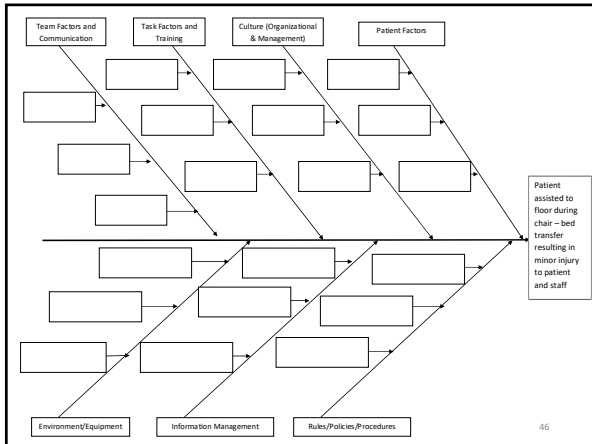 Team Factors and
Communication
Task Factors and
Training
Culture (Organizational
& Management)
Patient Factors
Patient
assisted to
floor during
chair – bed
transfer
resulting in
minor injury
to patient
and staff
Environment/Equipment
Information Management
Rules/Policies/Procedures
46